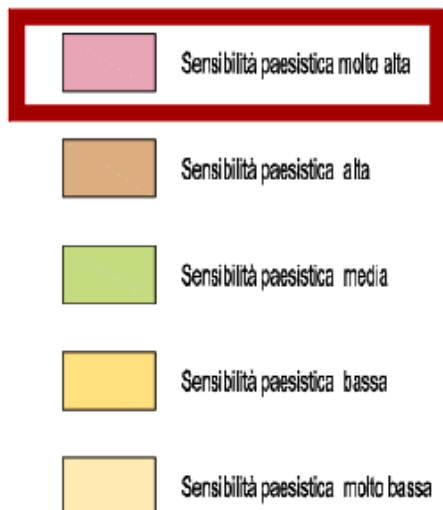 Sensibilità paesistica molto alta
Sensibilità paesistica alta
Sensibilità paesistica media
Sensibilità paesistica bassa
Sensibilità paesistica molto bassa